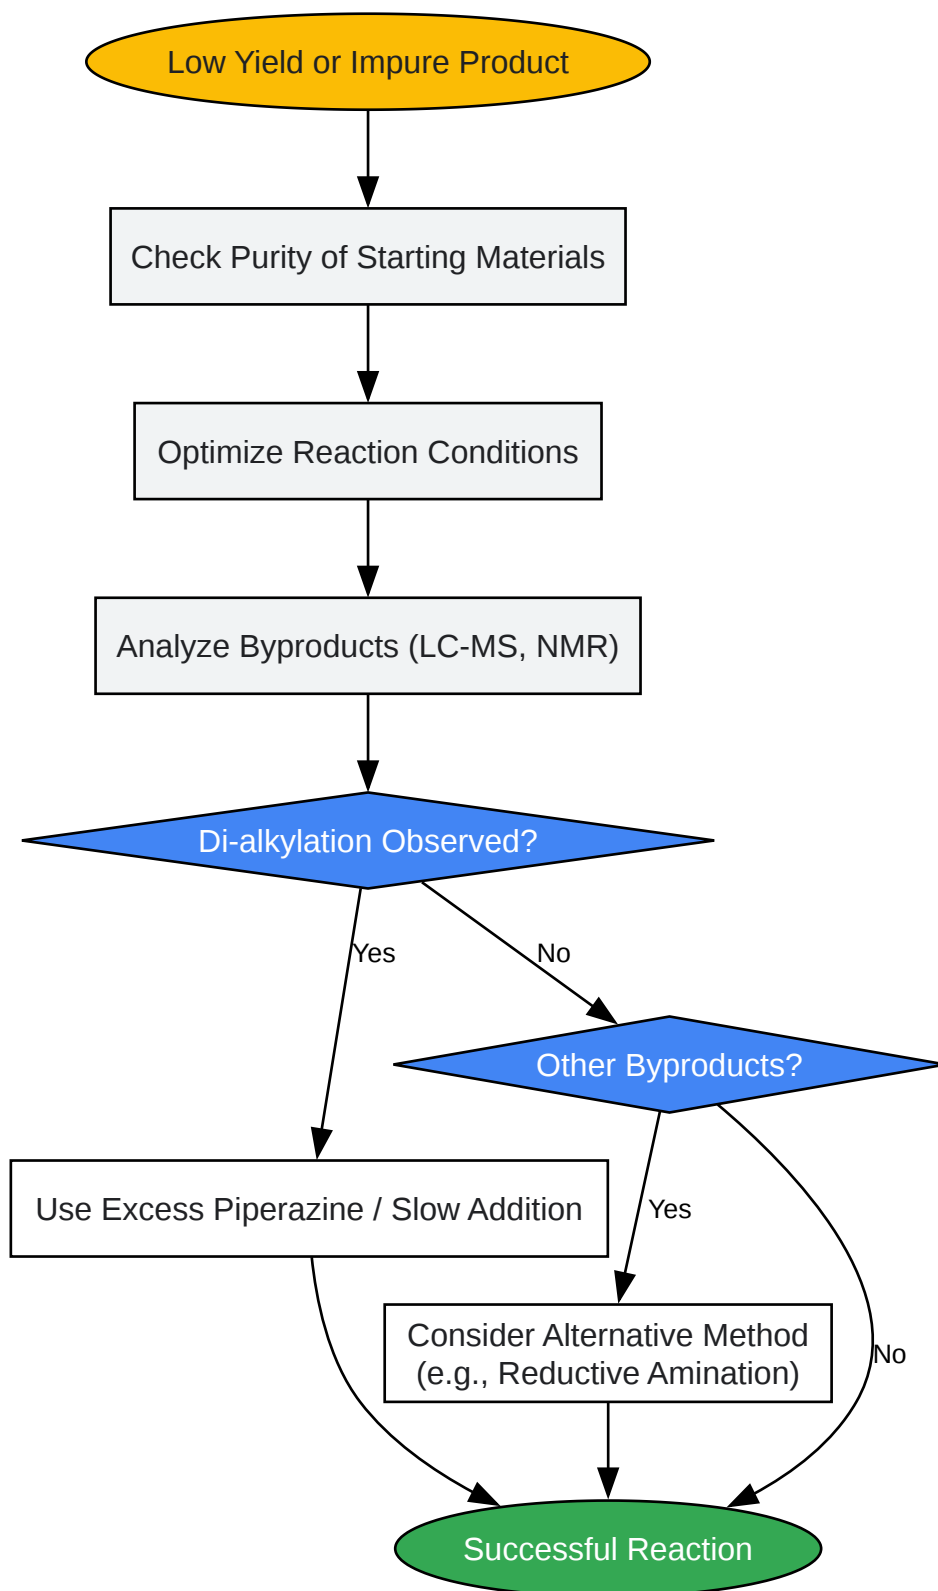 Low Yield or Impure Product
Check Purity of Starting Materials
Optimize Reaction Conditions
Analyze Byproducts (LC-MS, NMR)
Di-alkylation Observed?
Yes
No
Other Byproducts?
Use Excess Piperazine / Slow Addition
Yes
Consider Alternative Method
(e.g., Reductive Amination)
No
Successful Reaction